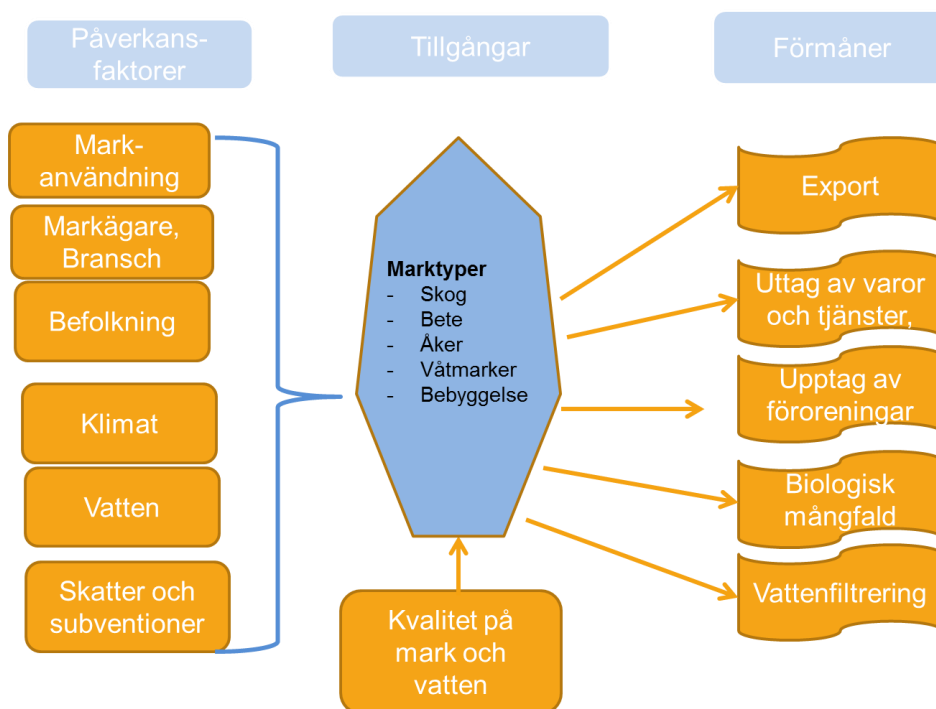 Påverkans-
faktorer
Tillgångar
Förmåner
Mark-
användning
Markägare,
Bransch
Befolkning
Klimat
Vatten
Skatter och
subventioner
Marktyper
- Skog
- Bete
- Åker
- Våtmarker
- Bebyggelse
Kvalitet på
mark och
vatten
Export
Uttag av varor
och tjänster,
Upptag av
föroreningar
Biologisk
mångfald
Vattenfiltrering